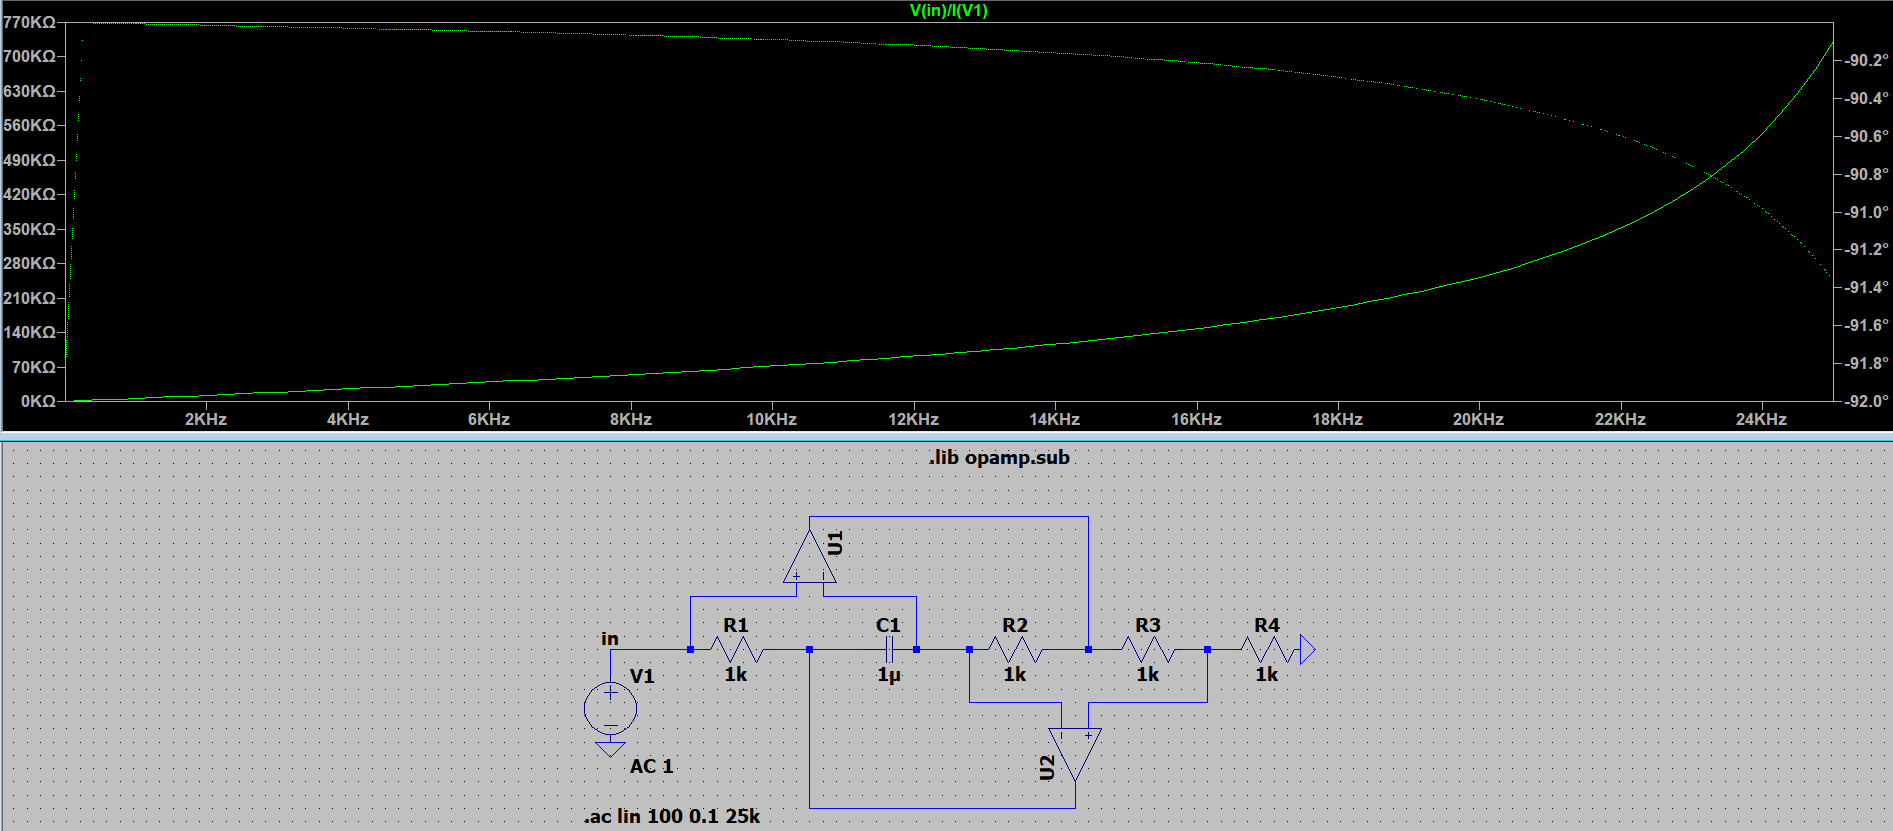 V(in)/I(V1)
770KΩ
700KΩ
630KΩ
560KΩ
490KΩ
420KΩ
350KΩ
280KΩ
210KΩ
140KΩ
70KΩ
0KΩ
-90.2°
-90.4°
-90.6°
-90.8°
-91.0°
-91.2°
-91.4°
-91.6°
-91.8°
-92.0°
2KHz 4KHz 6KHz 8KHz 10KHz 12KHz 14KHz 16KHz 18KHz 20KHz 22KHz 24KHz
.lib opamp.sub
U1
in
R1 C1 R2 R3 R4
1k 1µ 1k 1k 1k
V1
U2
AC 1
.ac lin 100 0.1 25k